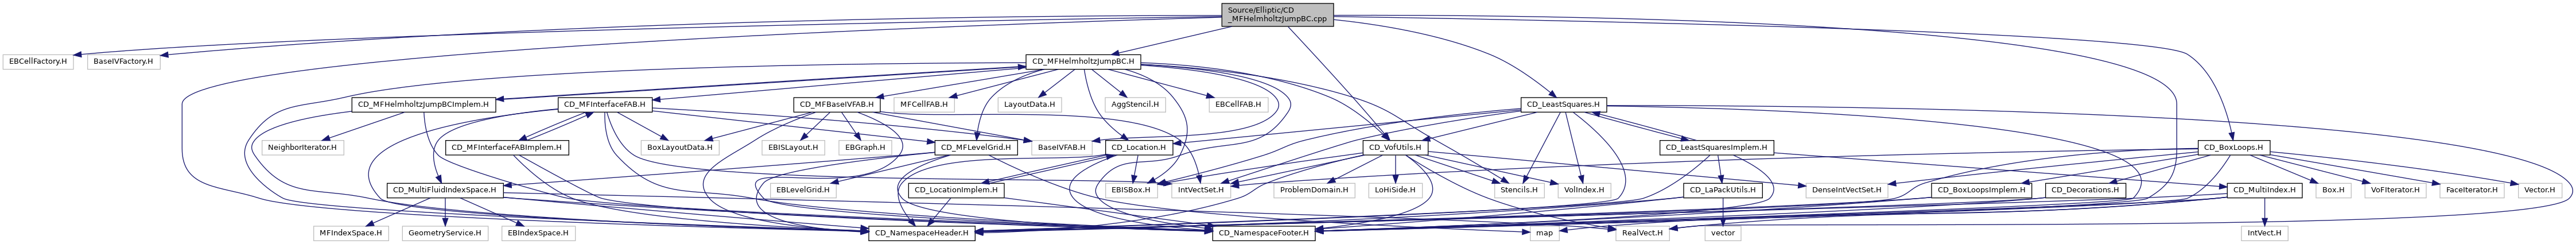 Source/Elliptic/CD
_MFHelmholtzJumpBC.cpp
EBCellFactory.H
BaseIVFactory.H
CD_MFHelmholtzJumpBC.H
CD_MFHelmholtzJumpBCImplem.H
CD_MFInterfaceFAB.H
CD_MFBaseIVFAB.H
MFCellFAB.H
LayoutData.H
AggStencil.H
EBCellFAB.H
CD_LeastSquares.H
NeighborIterator.H
CD_MFInterfaceFABImplem.H
BoxLayoutData.H
EBISLayout.H
EBGraph.H
CD_MFLevelGrid.H
BaseIVFAB.H
CD_Location.H
CD_VofUtils.H
CD_LeastSquaresImplem.H
CD_BoxLoops.H
CD_MultiFluidIndexSpace.H
EBLevelGrid.H
CD_LocationImplem.H
EBISBox.H
IntVectSet.H
ProblemDomain.H
LoHiSide.H
Stencils.H
VolIndex.H
CD_LaPackUtils.H
DenseIntVectSet.H
CD_BoxLoopsImplem.H
CD_Decorations.H
CD_MultiIndex.H
Box.H
VoFIterator.H
FaceIterator.H
Vector.H
MFIndexSpace.H
GeometryService.H
EBIndexSpace.H
CD_NamespaceHeader.H
CD_NamespaceFooter.H
map
RealVect.H
vector
IntVect.H